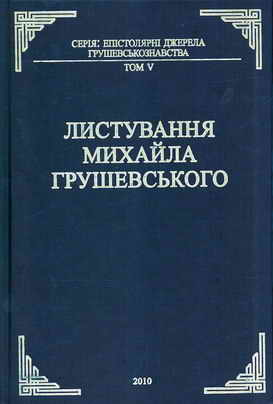 СЕРІЯ: ЕПІСТОЛЯРНІ ДЖЕРЕЛА
ГРУШЕВСЬКОЗНАВСТВА
ТОМ V
ЛИСТУВАННЯ
МИХАЙЛА
ГРУШЕВСЬКОГО
2010